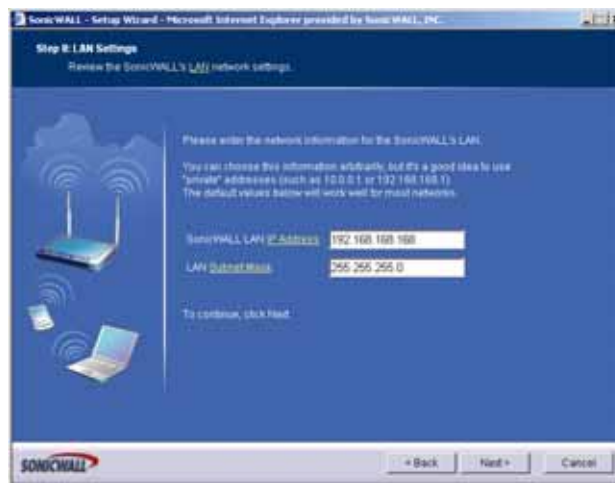 SonicWALL - Setup Wizard - Microsoft Internet Explorer provided by SonicWALL, INC.
Step 8: LAN Settings
Review the SonicWALL's LAN network settings.
Please enter the network information for the SonicWALL's LAN.
You can choose this information arbitrarily, but it's a good idea to use
"private" addresses (such as 10.0.0.1 or 192.168.168.1).
The default values below will work well for most networks.
SonicWALL LAN IP Address: 192.168.168.168
LAN Subnet Mask: 255.255.255.0
To continue, click Next.
SONICWALL
< Back Next > Cancel